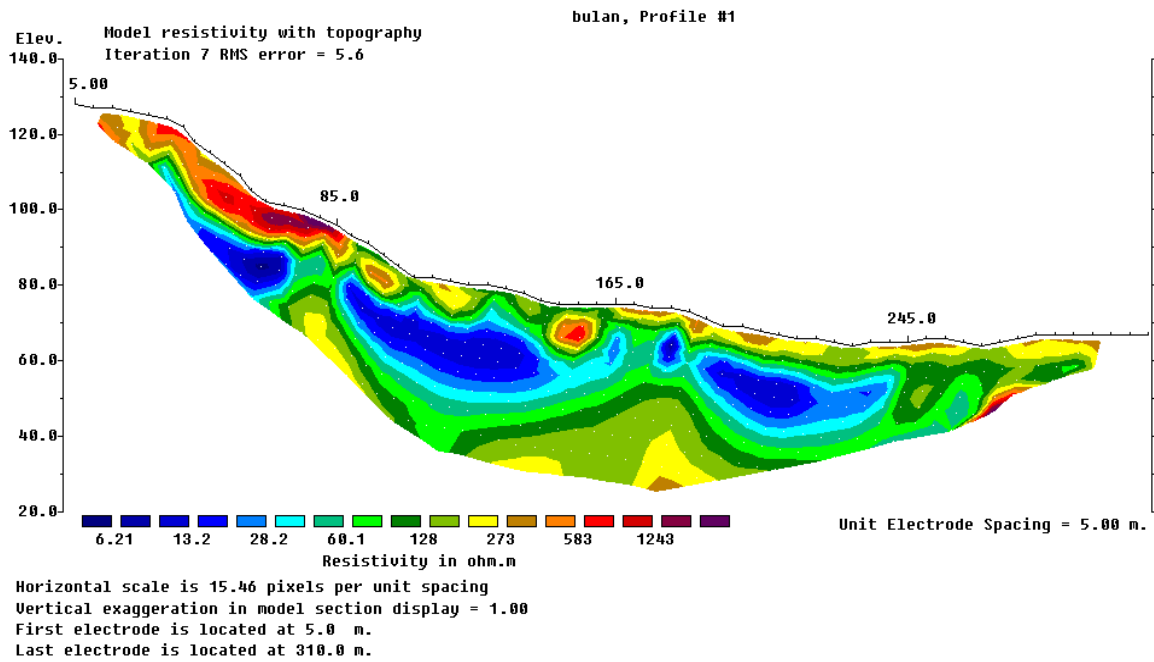 bulan, Profile #1
Model resistivity with topography
Elev.
Iteration 7 RMS error = 5.6
140.0
5.00
120.0
85.0
100.0
80.0
165.0
245.0
60.0
40.0
20.0
Unit Electrode Spacing = 5.00 m.
6.21 13.2 28.2 60.1 128 273 583 1243
Resistivity in ohm.m
Horizontal scale is 15.46 pixels per unit spacing
Vertical exaggeration in model section display = 1.00
First electrode is located at 5.0 m.
Last electrode is located at 310.0 m.